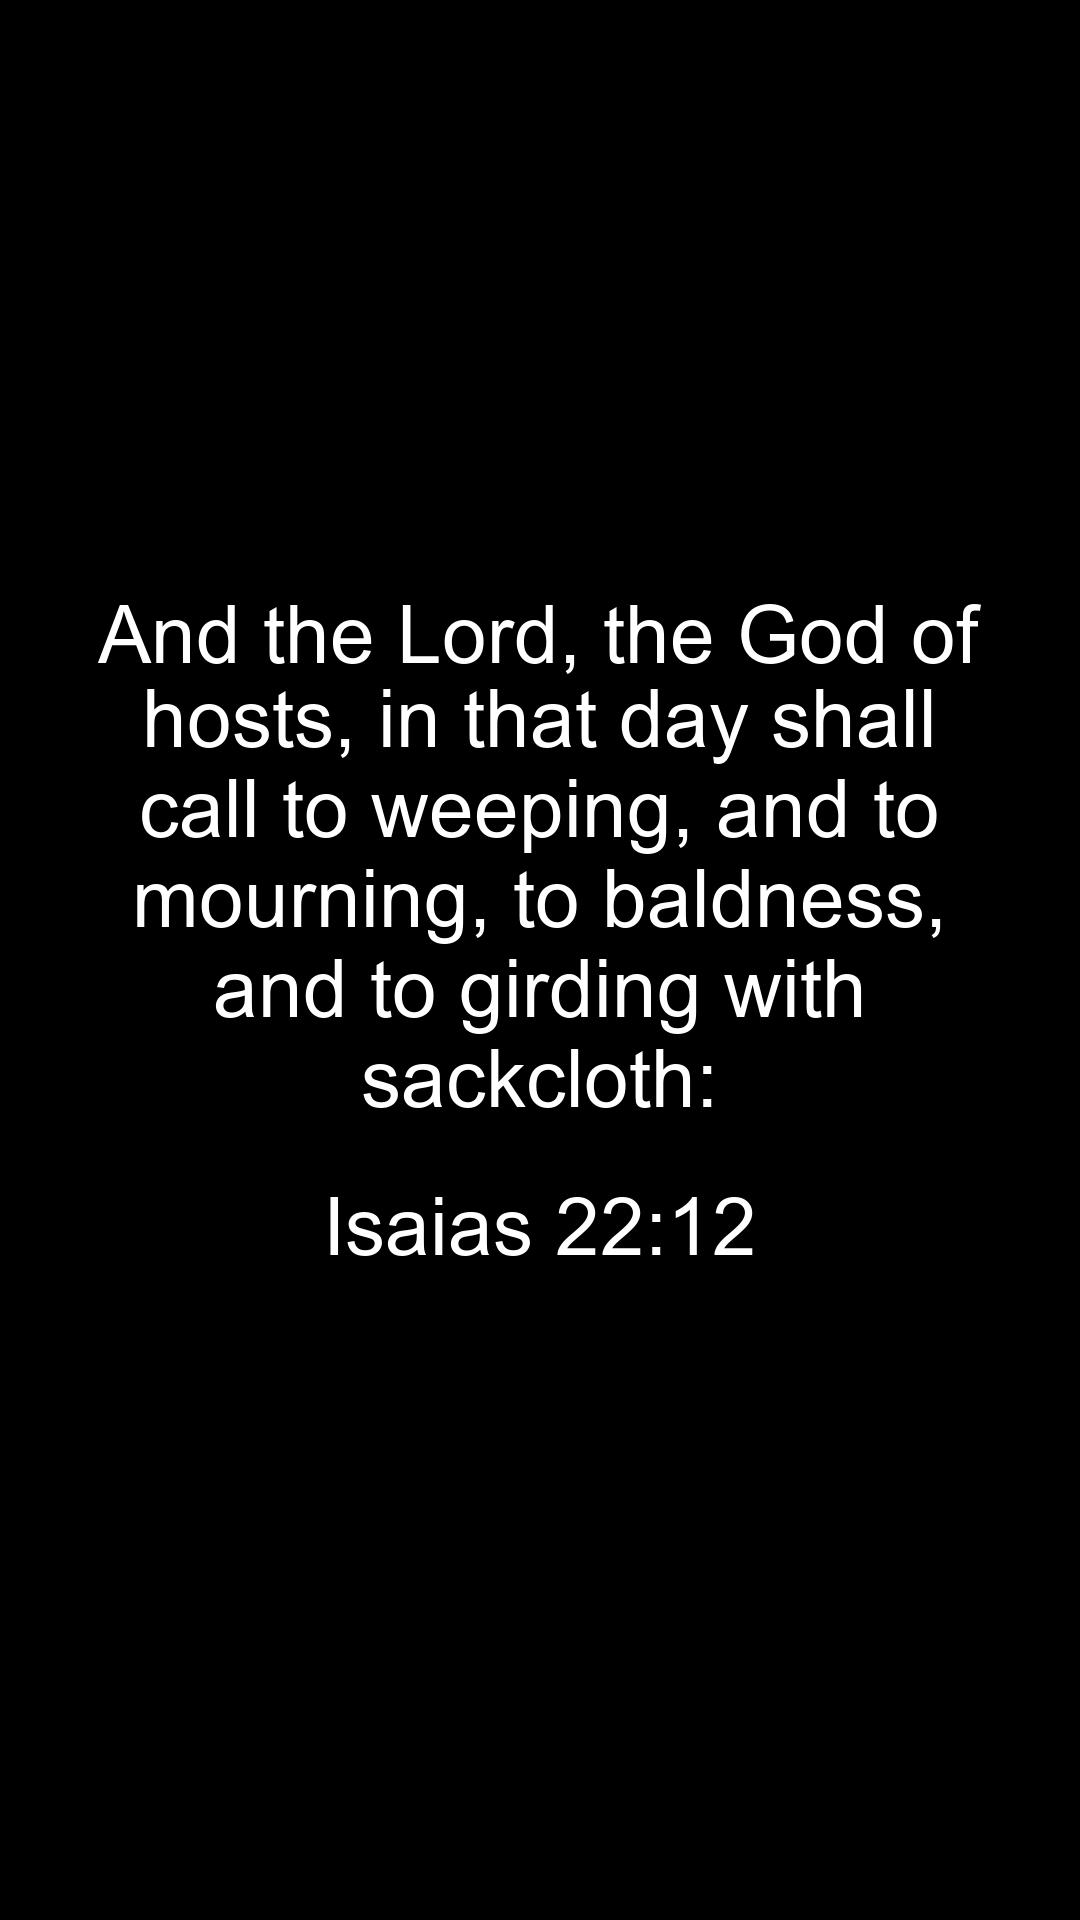 And the Lord, the God of
hosts, in that day shall
call to weeping, and to
mourning, to baldness,
and to girding with
sackcloth:
Isaias 22:12